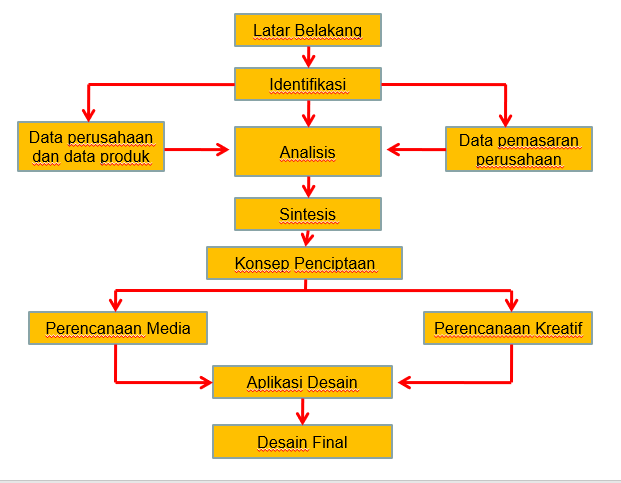 Latar Belakang
Identifikasi
Data perusahaan
dan data produk
Analisis
Data pemasaran
perusahaan
Sintesis
Konsep Penciptaan
Perencanaan Media
Perencanaan Kreatif
Aplikasi Desain
Desain Final